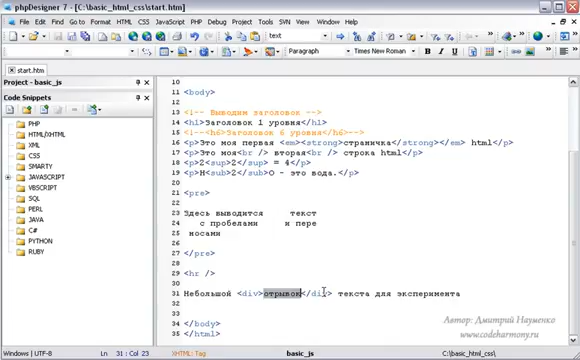 phpDesigner 7 - [C:\basic_html_css\start.htm]
File Edit Find Go to Format HTML CSS JavaScript PHP Debug Tools View Window Help
text
Paragraph Times New Roman
B I U
start.htm
Project - basic_js
Code Snippets
PHP
HTML/XHTML
XML
CSS
SMARTY
JAVASCRIPT
VBSCRIPT
SQL
PERL
JAVA
C#
PYTHON
RUBY
10
11 <body>
12
13 <!-- Выводим заголовок -->
14 <h1>Заголовок 1 уровня</h1>
15 <!--<h6>Заголовок 6 уровня</h6>-->
16 <p>Это моя первая <em><strong>страничка</strong></em> html</p>
17 <p>Это моя<br /> вторая<br /> строка html</p>
18 <p>2<sup>2</sup> = 4</p>
19 <p>H<sub>2</sub>O - это вода.</p>
20
21 <pre>
22
23 Здесь выводится текст
24 с пробелами и пере
25 носами
26
27 </pre>
28
29 <hr />
30
31 Небольшой <div>отрывок</div> текста для эксперимента
32
33
34 </body>
35 </html>
Автор: Дмитрий Науменко
www.codeharmony.ru
Windows - UTF-8 Ln 31 : Col 23 XHTML: Tag basic_js C:\basic_html_css\start.htm